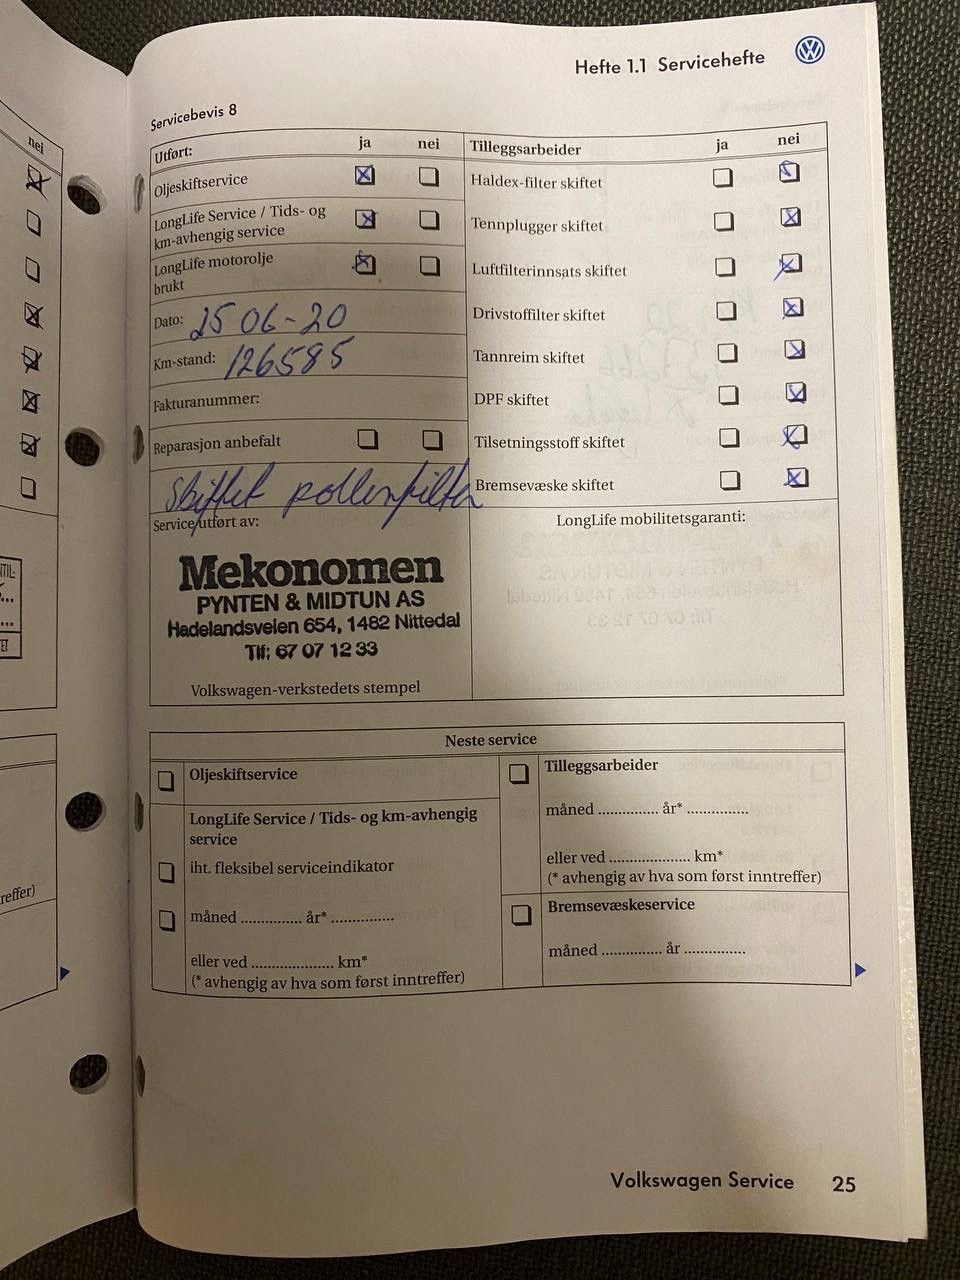 Hefte 1.1 Servicehefte
Servicebevis 8
nei
Utført: ja nei
Oljeskiftservice
LongLife Service / Tids- og
km-avhengig service
LongLife motorolje
brukt
Dato: 25 06-20
Km-stand: 126585
Fakturanummer:
Reparasjon anbefalt
Skiftet pollenfilter
Service utført av:
Mekonomen
PYNTEN & MIDTUN AS
Hadelandsveien 654, 1482 Nittedal
Tlf: 67 07 12 33
Volkswagen-verkstedets stempel
Tilleggsarbeider ja nei
Haldex-filter skiftet
Tennplugger skiftet
Luftfilterinnsats skiftet
Drivstoffilter skiftet
Tannreim skiftet
DPF skiftet
Tilsetningsstoff skiftet
Bremsevæske skiftet
LongLife mobilitetsgaranti:
Neste service
Oljeskiftservice
LongLife Service / Tids- og km-avhengig
service
iht. fleksibel serviceindikator
måned ............... år* ...............
eller ved .................... km*
(* avhengig av hva som først inntreffer)
Tilleggsarbeider
måned ............... år* ...............
eller ved .................... km*
(* avhengig av hva som først inntreffer)
Bremsevæskeservice
måned ............... år ...............
reffer)
Volkswagen Service 25